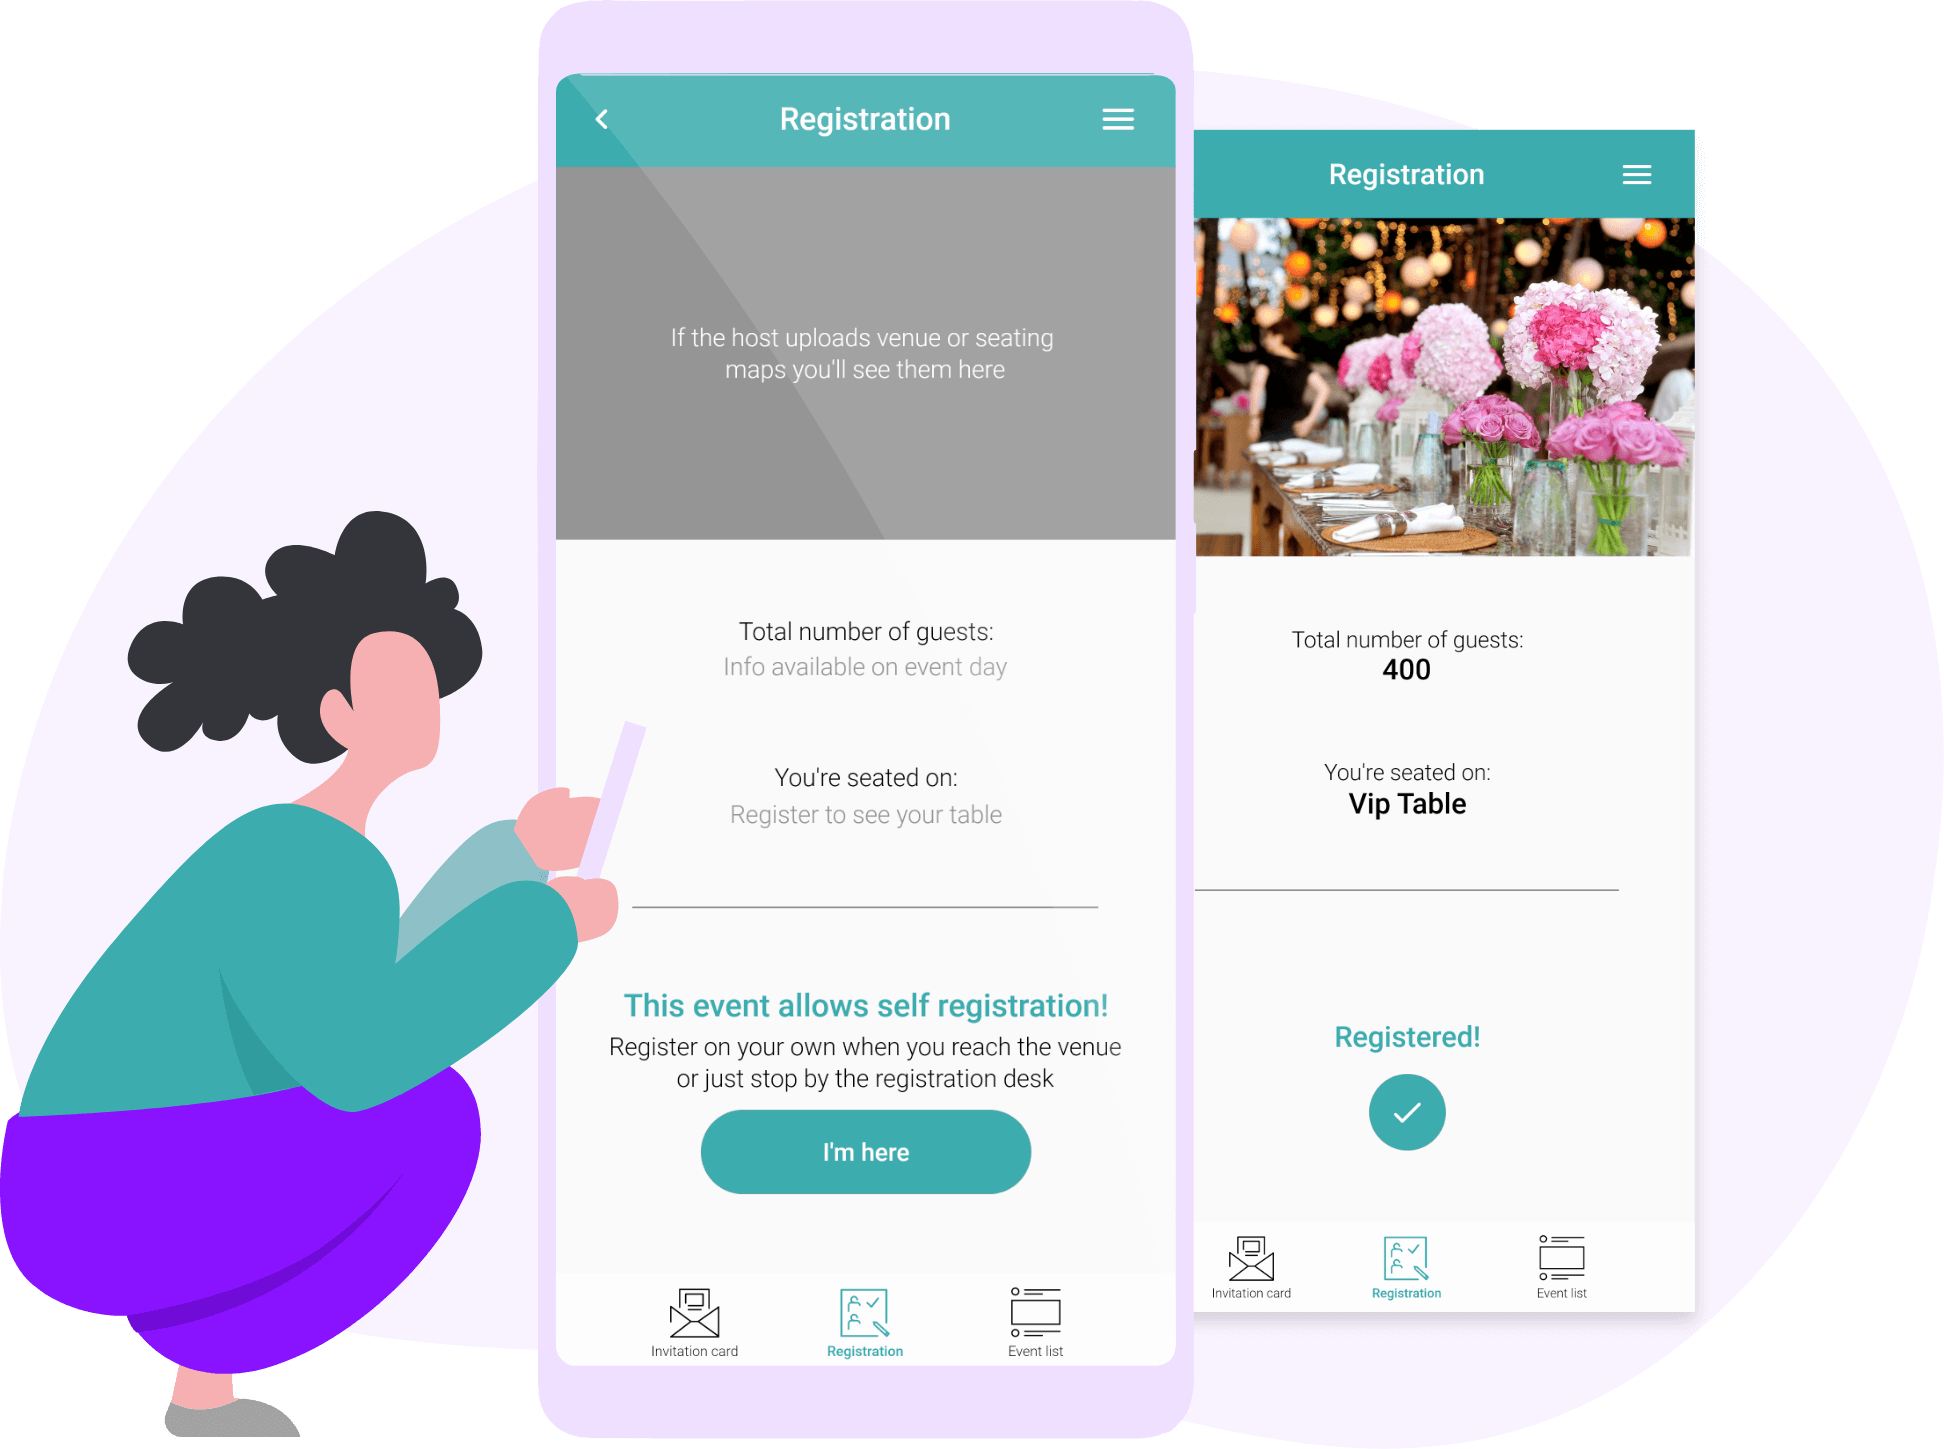 Registration
If the host uploads venue or seating
maps you'll see them here
Total number of guests:
Info available on event day
You're seated on:
Register to see your table
This event allows self registration!
Register on your own when you reach the venue
or just stop by the registration desk
I'm here
Invitation card
Registration
Event list
Registration
Total number of guests:
400
You're seated on:
Vip Table
Registered!
Invitation card
Registration
Event list